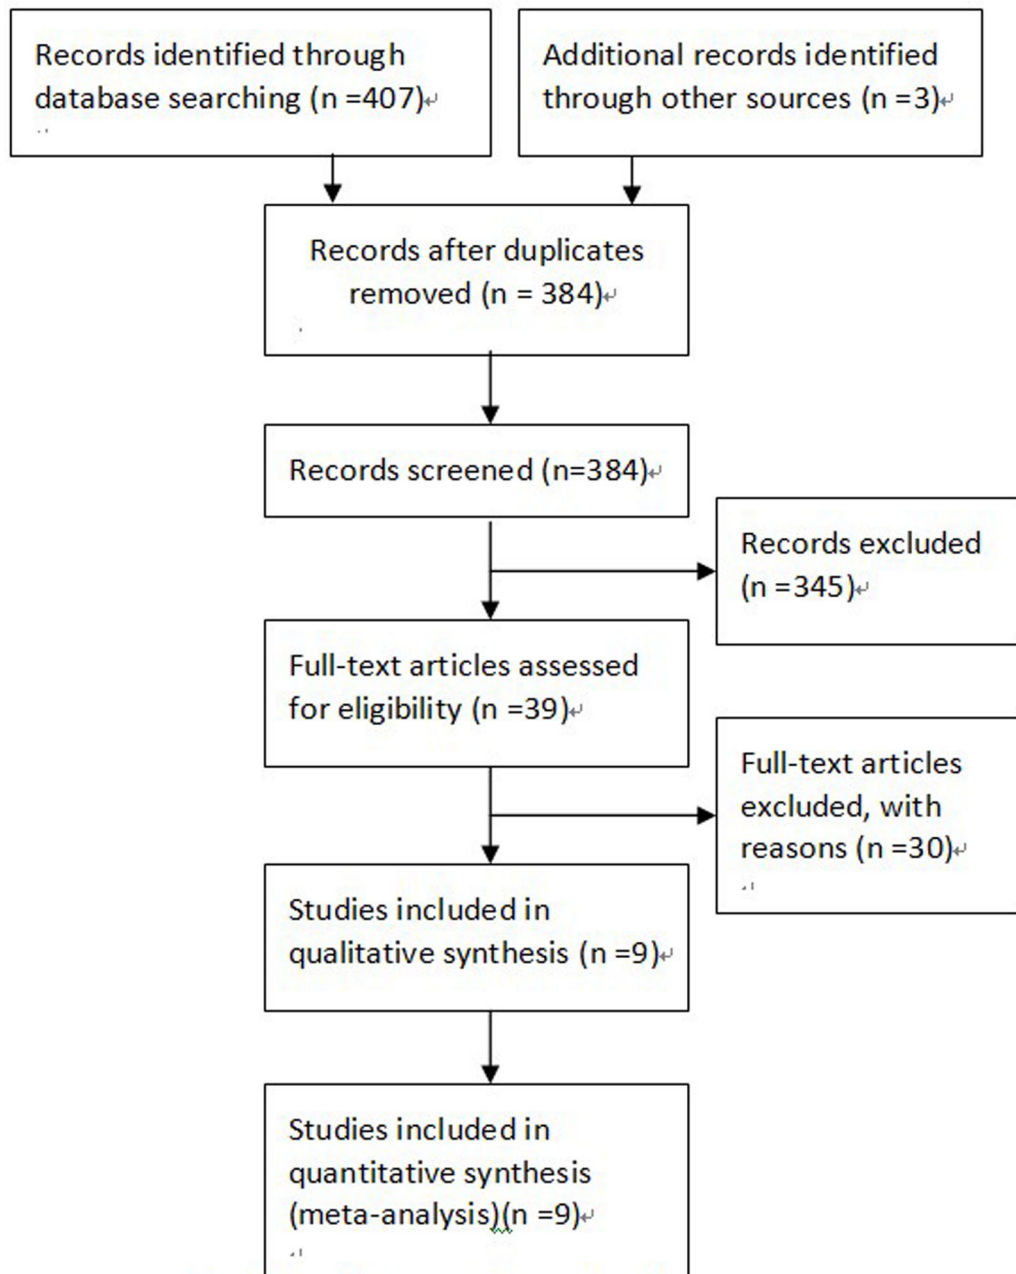 Records identified through
database searching (n =407)↵
Additional records identified
through other sources (n =3)↵
Records after duplicates
removed (n = 384)↵
Records screened (n=384)↵
Records excluded
(n =345)↵
Full-text articles assessed
for eligibility (n =39)↵
Full-text articles
excluded, with
reasons (n =30)↵
Studies included in
qualitative synthesis (n =9)↵
Studies included in
quantitative synthesis
(meta-analysis)(n =9)↵